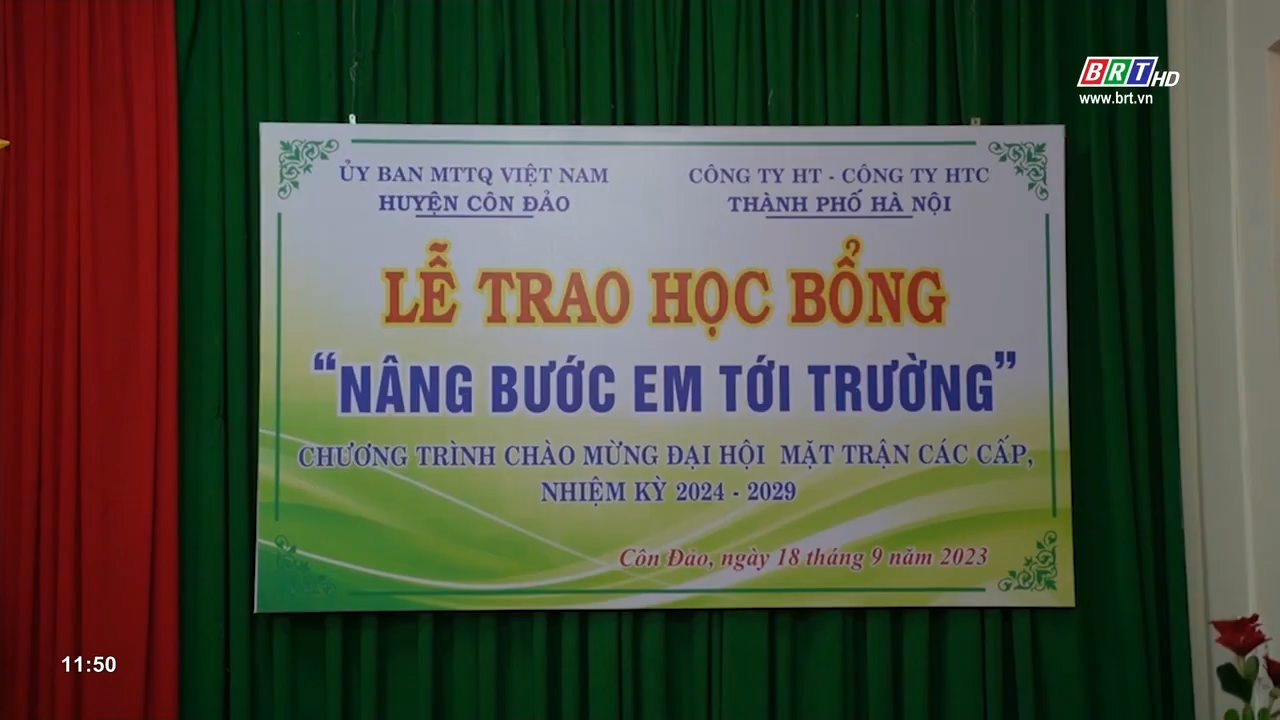 BRT HD
www.brt.vn
ỦY BAN MTTQ VIỆT NAM
HUYỆN CÔN ĐẢO
CÔNG TY HT - CÔNG TY HTC
THÀNH PHỐ HÀ NỘI
LỄ TRAO HỌC BỔNG
“NÂNG BƯỚC EM TỚI TRƯỜNG”
CHƯƠNG TRÌNH CHÀO MỪNG ĐẠI HỘI MẶT TRẬN CÁC CẤP,
NHIỆM KỲ 2024 - 2029
Côn Đảo, ngày 18 tháng 9 năm 2023
11:50